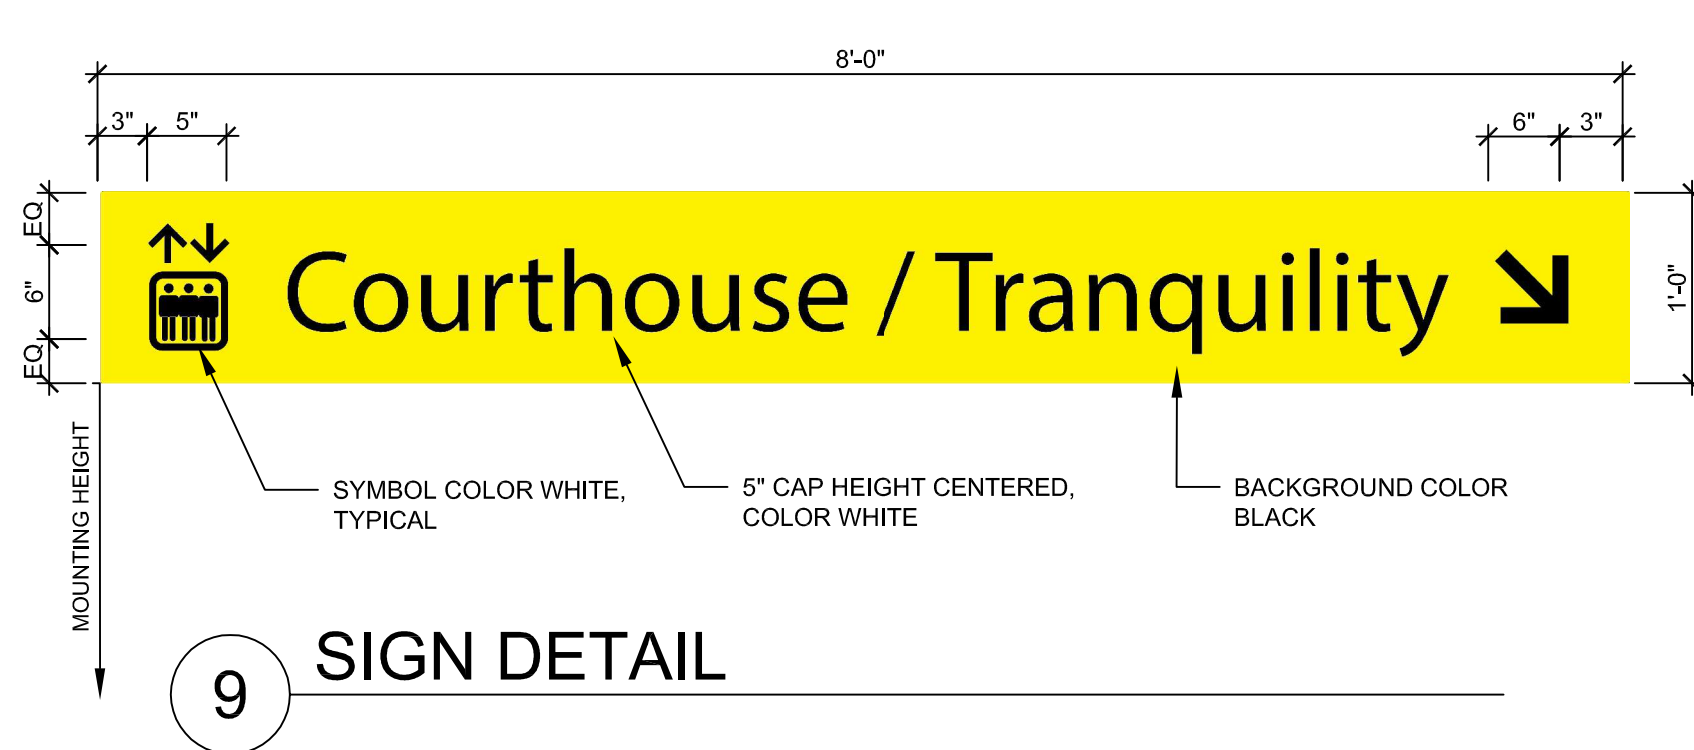 8'-0"
3" 5" 6" 3"
EQ
6"
EQ
1'-0"
Courthouse / Tranquility
MOUNTING HEIGHT
SYMBOL COLOR WHITE,
TYPICAL
5" CAP HEIGHT CENTERED,
COLOR WHITE
BACKGROUND COLOR
BLACK
9 SIGN DETAIL